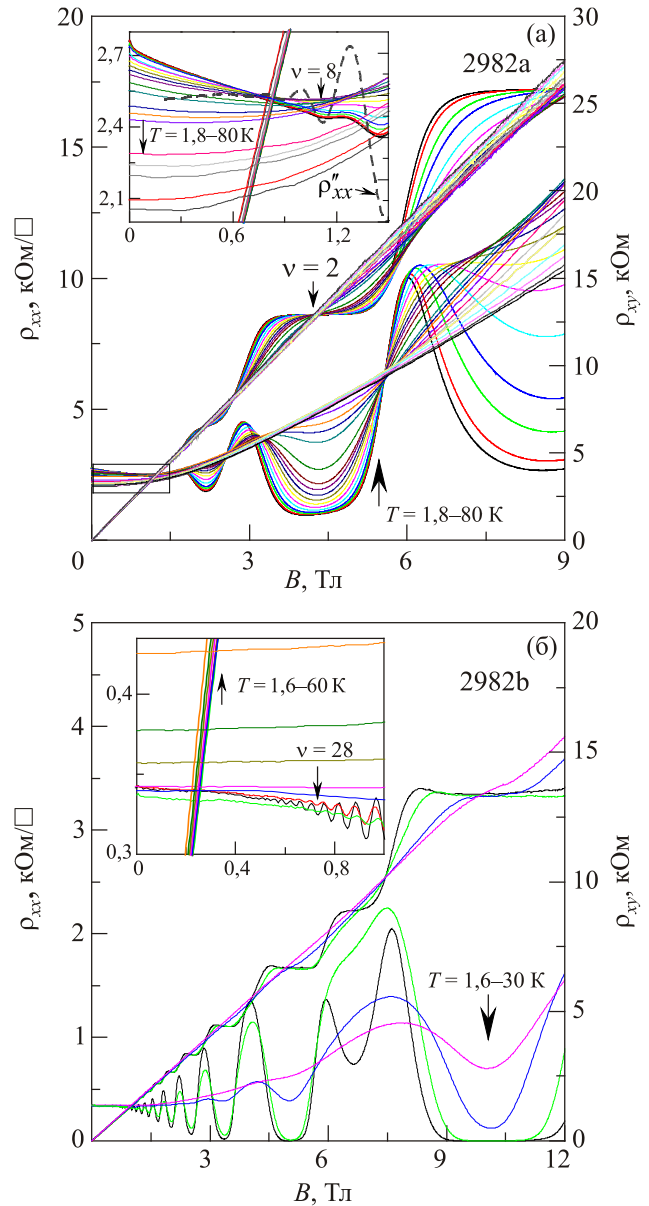 (а)
2982a
20
15
10
5
0
ρxx, кОм/□
30
25
20
15
10
5
0
ρxy, кОм
2,7
2,4
2,1
0
0,6
1,2
ν = 8
T = 1,8–80 К
ρ″xx
ν = 2
T = 1,8–80 К
0
3
6
9
B, Тл
(б)
2982b
5
4
3
2
1
0
ρxx, кОм/□
20
15
10
5
0
ρxy, кОм
0,4
0,3
0
0,4
0,8
T = 1,6–60 К
ν = 28
T = 1,6–30 К
3
6
9
12
B, Тл